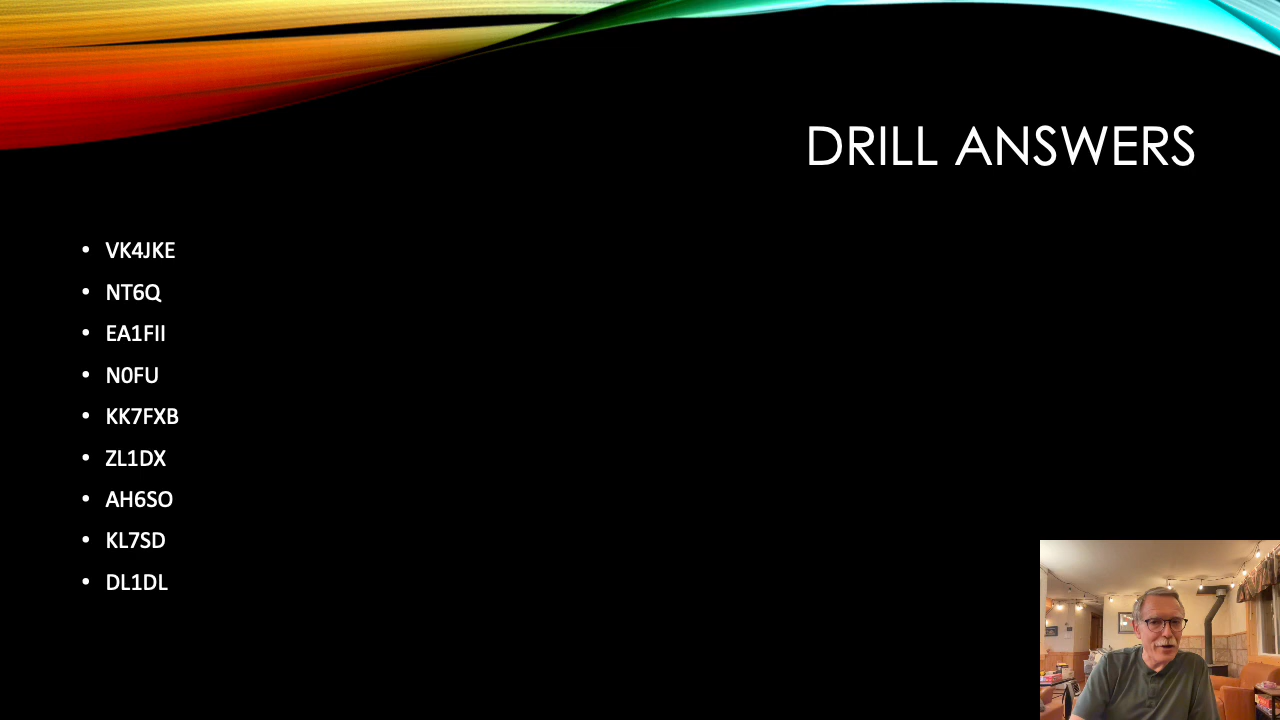 DRILL ANSWERS
• VK4JKE
• NT6Q
• EA1FII
• N0FU
• KK7FXB
• ZL1DX
• AH6SO
• KL7SD
• DL1DL